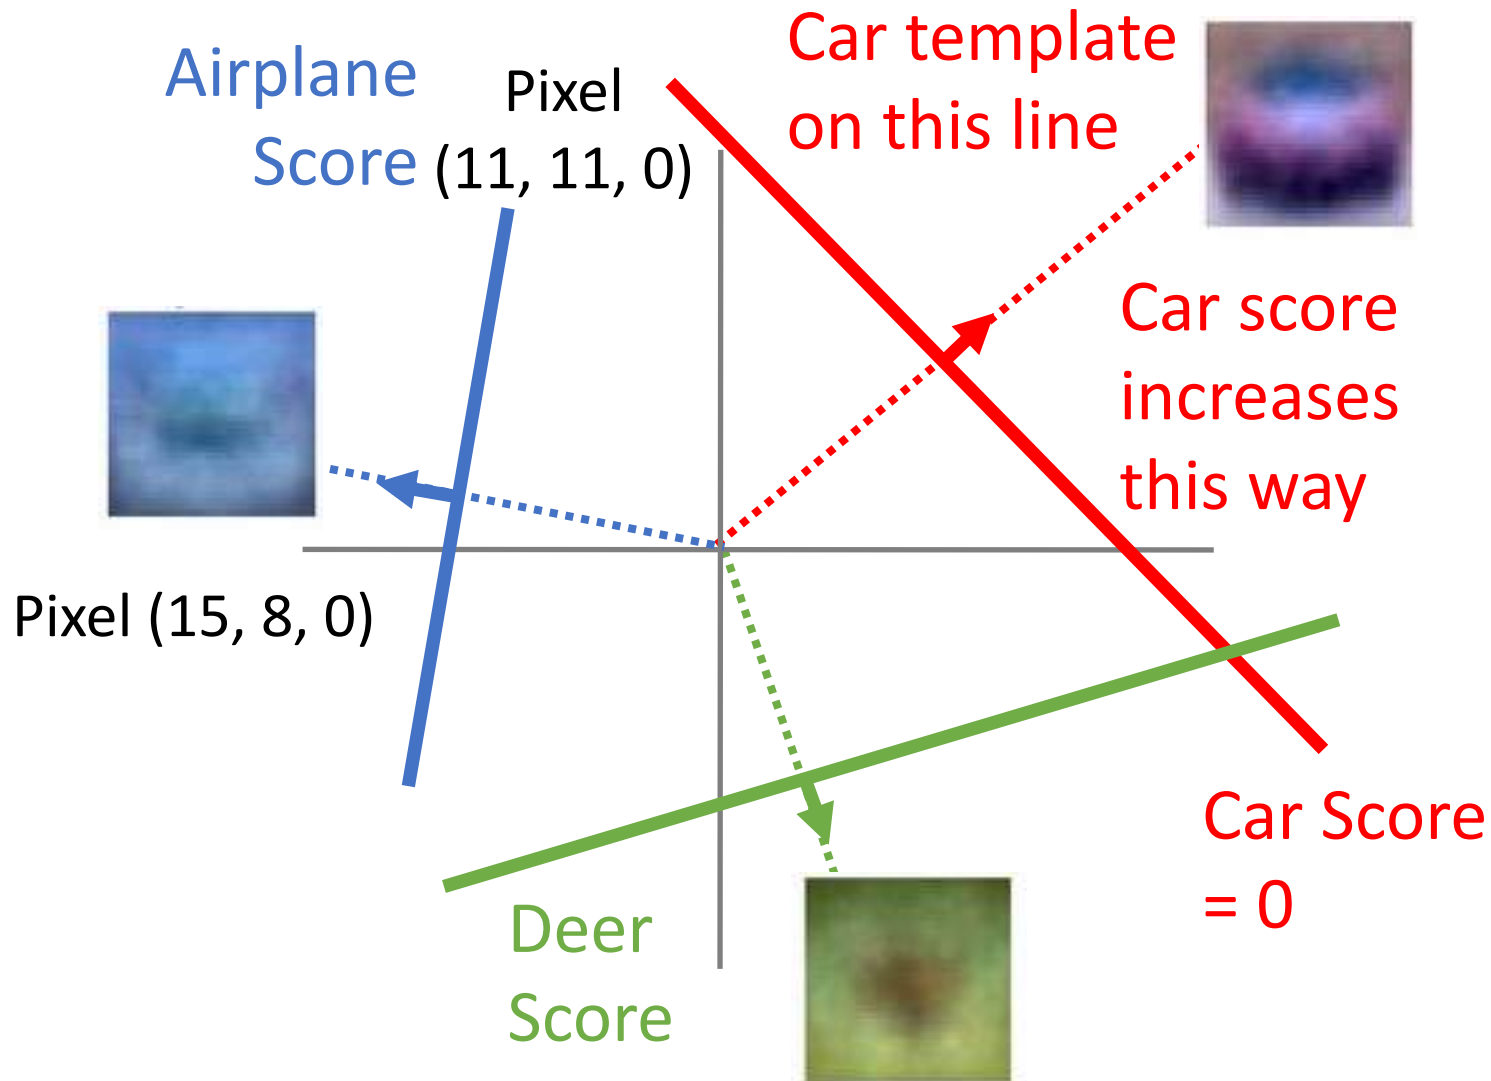 Airplane
Score
Pixel
(11, 11, 0)
Car template
on this line
Car score
increases
this way
Pixel (15, 8, 0)
Car Score
= 0
Deer
Score